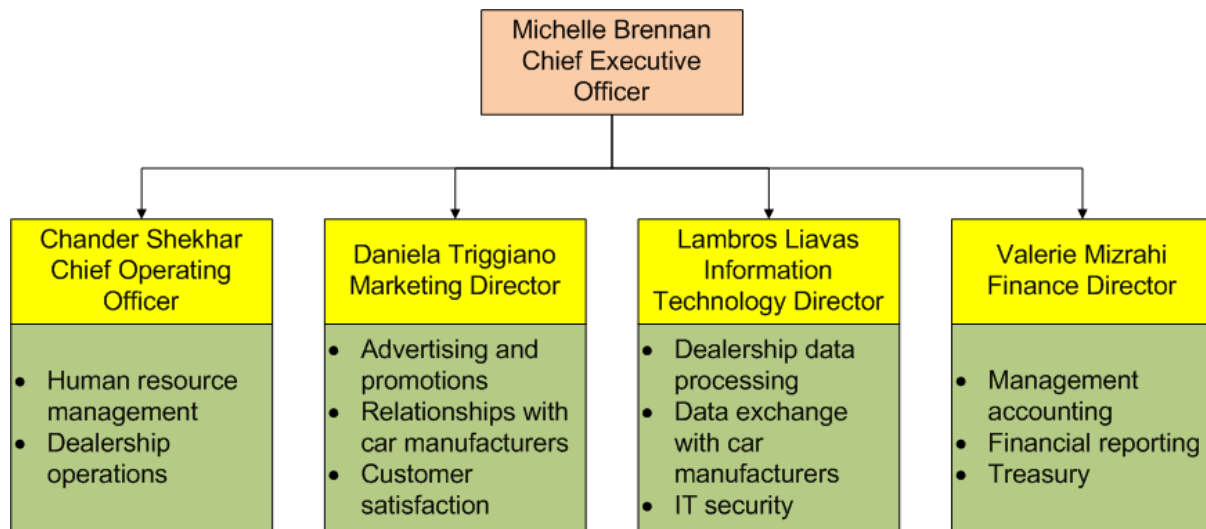 Michelle Brennan
Chief Executive
Officer
Chander Shekhar
Chief Operating
Officer
• Human resource
management
• Dealership
operations
Daniela Triggiano
Marketing Director
• Advertising and
promotions
• Relationships with
car manufacturers
• Customer
satisfaction
Lambros Liavas
Information
Technology Director
• Dealership data
processing
• Data exchange
with car
manufacturers
• IT security
Valerie Mizrahi
Finance Director
• Management
accounting
• Financial reporting
• Treasury